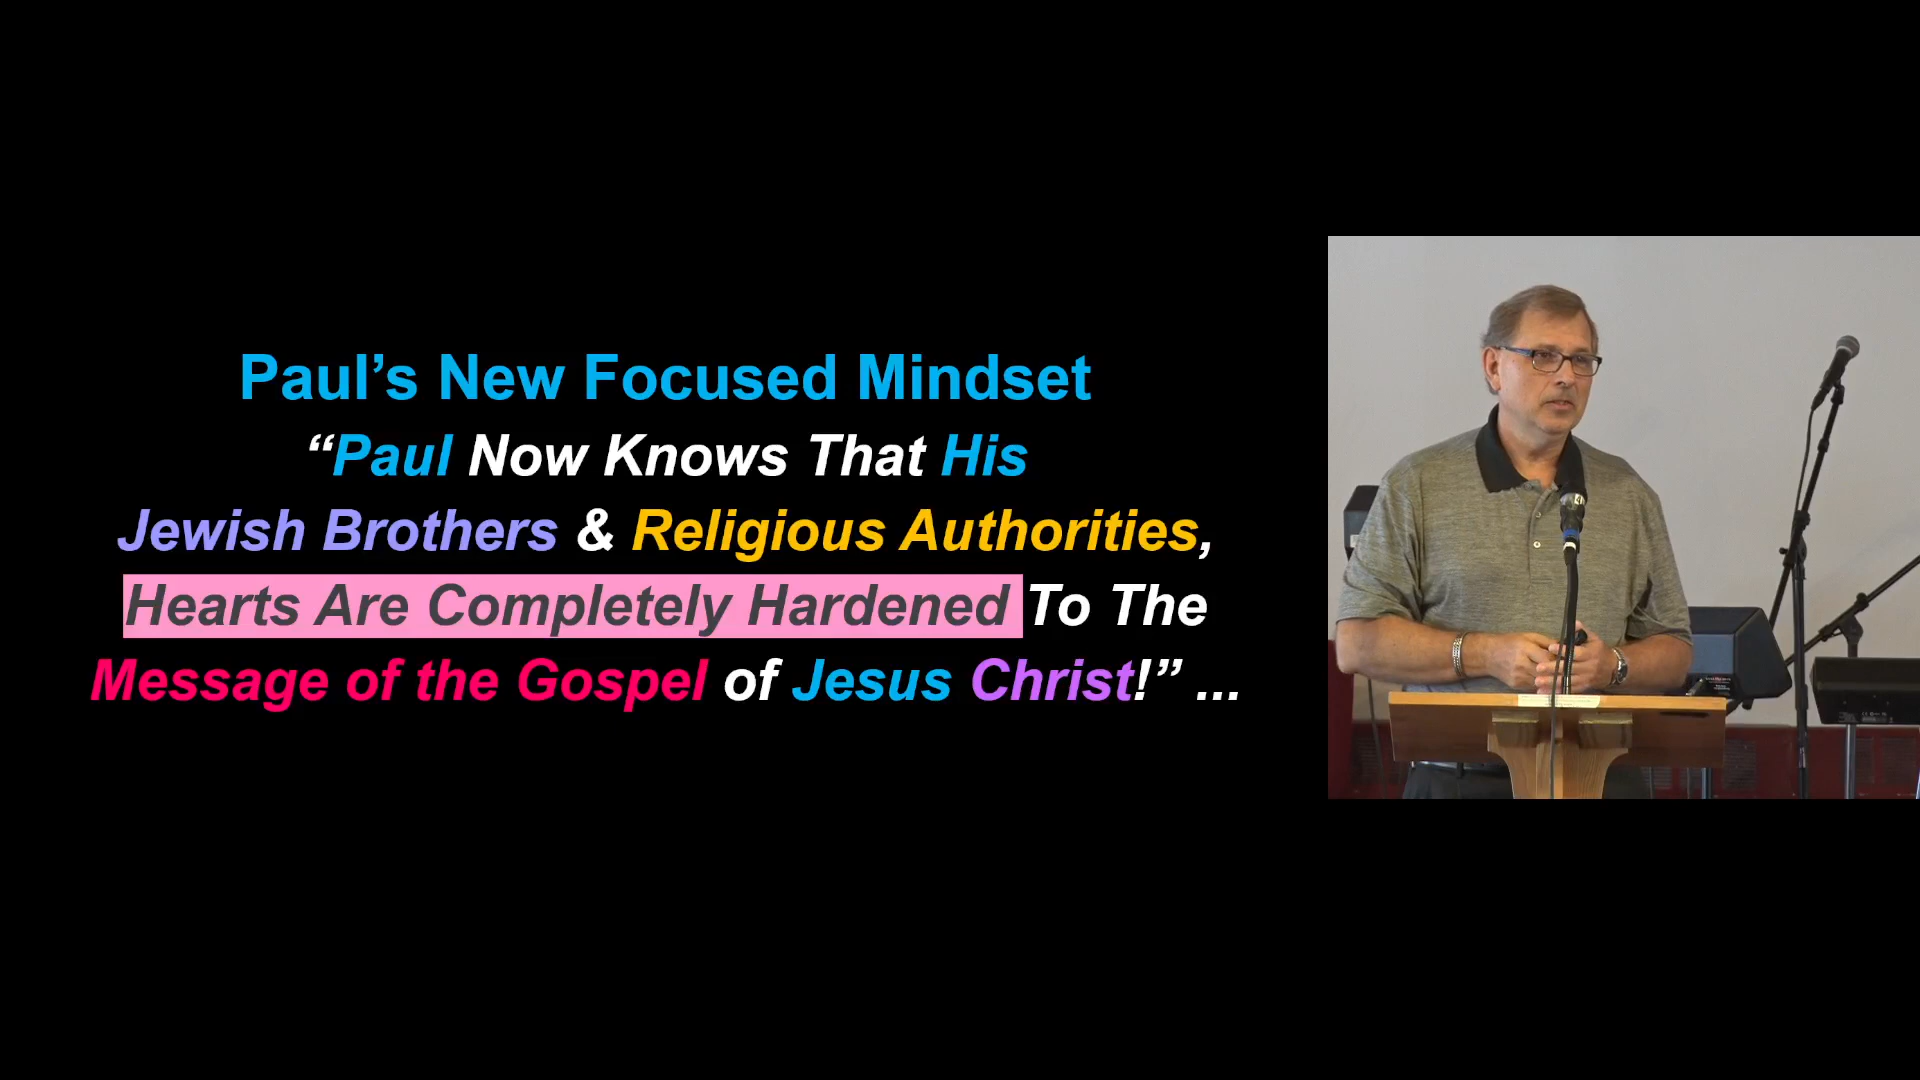 Paul’s New Focused Mindset
“Paul Now Knows That His
Jewish Brothers & Religious Authorities,
Hearts Are Completely Hardened To The
Message of the Gospel of Jesus Christ!” ...